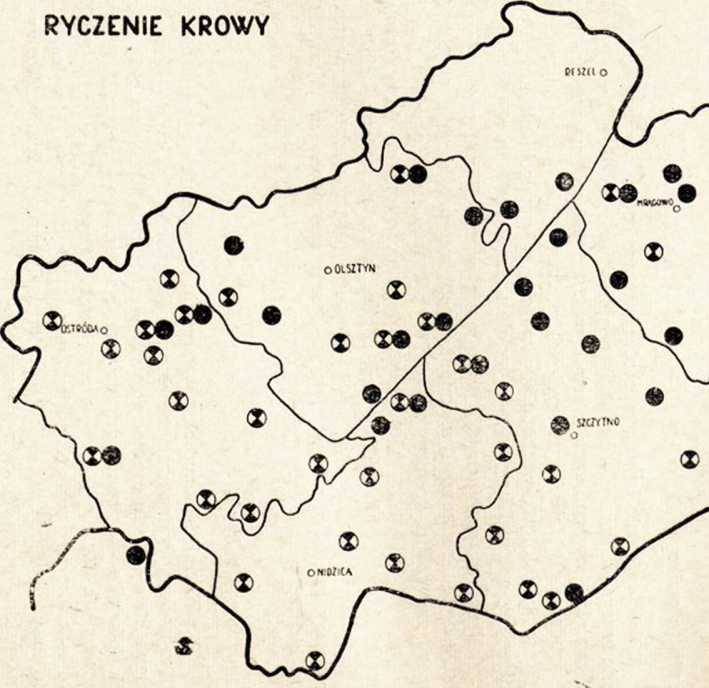 RYCZENIE KROWY
RESZEL
MRĄGOWO
OLSZTYN
OSTRÓDA
SZCZYTNO
NIDZICA